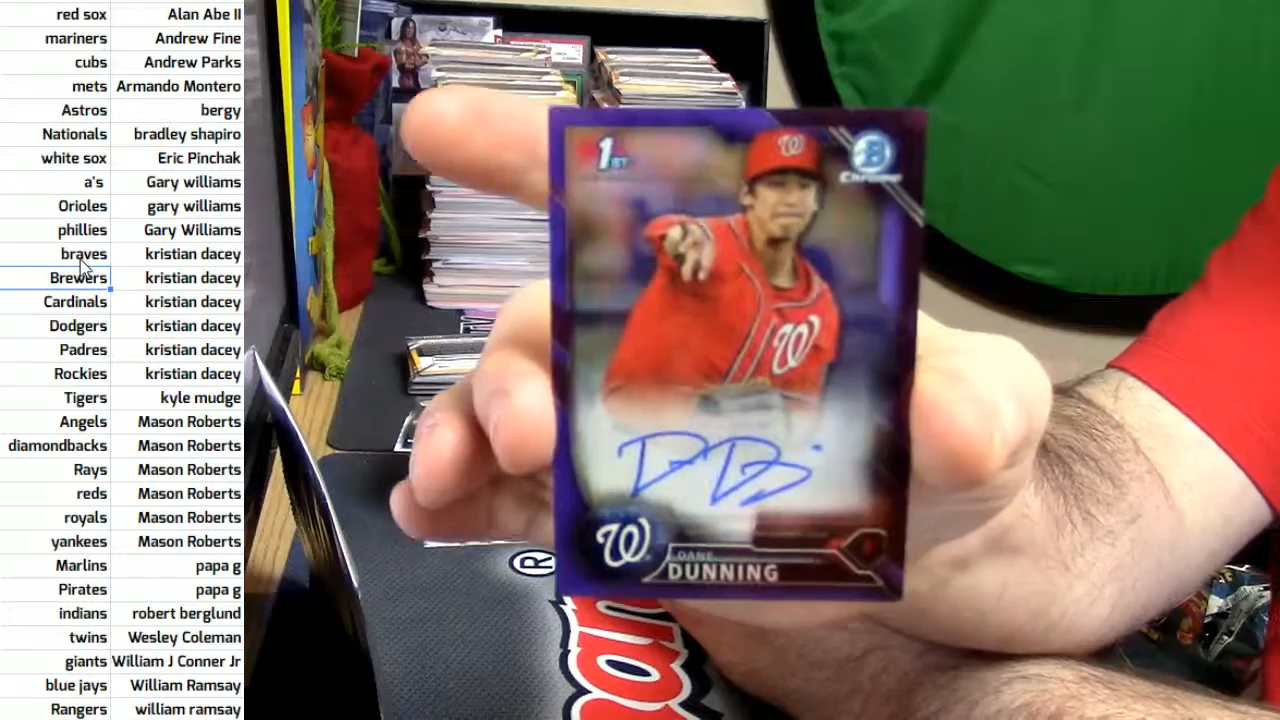 red sox Alan Abe II
mariners Andrew Fine
cubs Andrew Parks
mets Armando Montero
Astros bergy
Nationals bradley shapiro
white sox Eric Pinchak
a's Gary williams
Orioles gary williams
phillies Gary Williams
braves kristian dacey
Brewers kristian dacey
Cardinals kristian dacey
Dodgers kristian dacey
Padres kristian dacey
Rockies kristian dacey
Tigers kyle mudge
Angels Mason Roberts
diamondbacks Mason Roberts
Rays Mason Roberts
reds Mason Roberts
royals Mason Roberts
yankees Mason Roberts
Marlins papa g
Pirates papa g
indians robert berglund
twins Wesley Coleman
giants William J Conner Jr
blue jays William Ramsay
Rangers william ramsay
1ST
B
Chrome
W
W
W
DANE
DUNNING
®